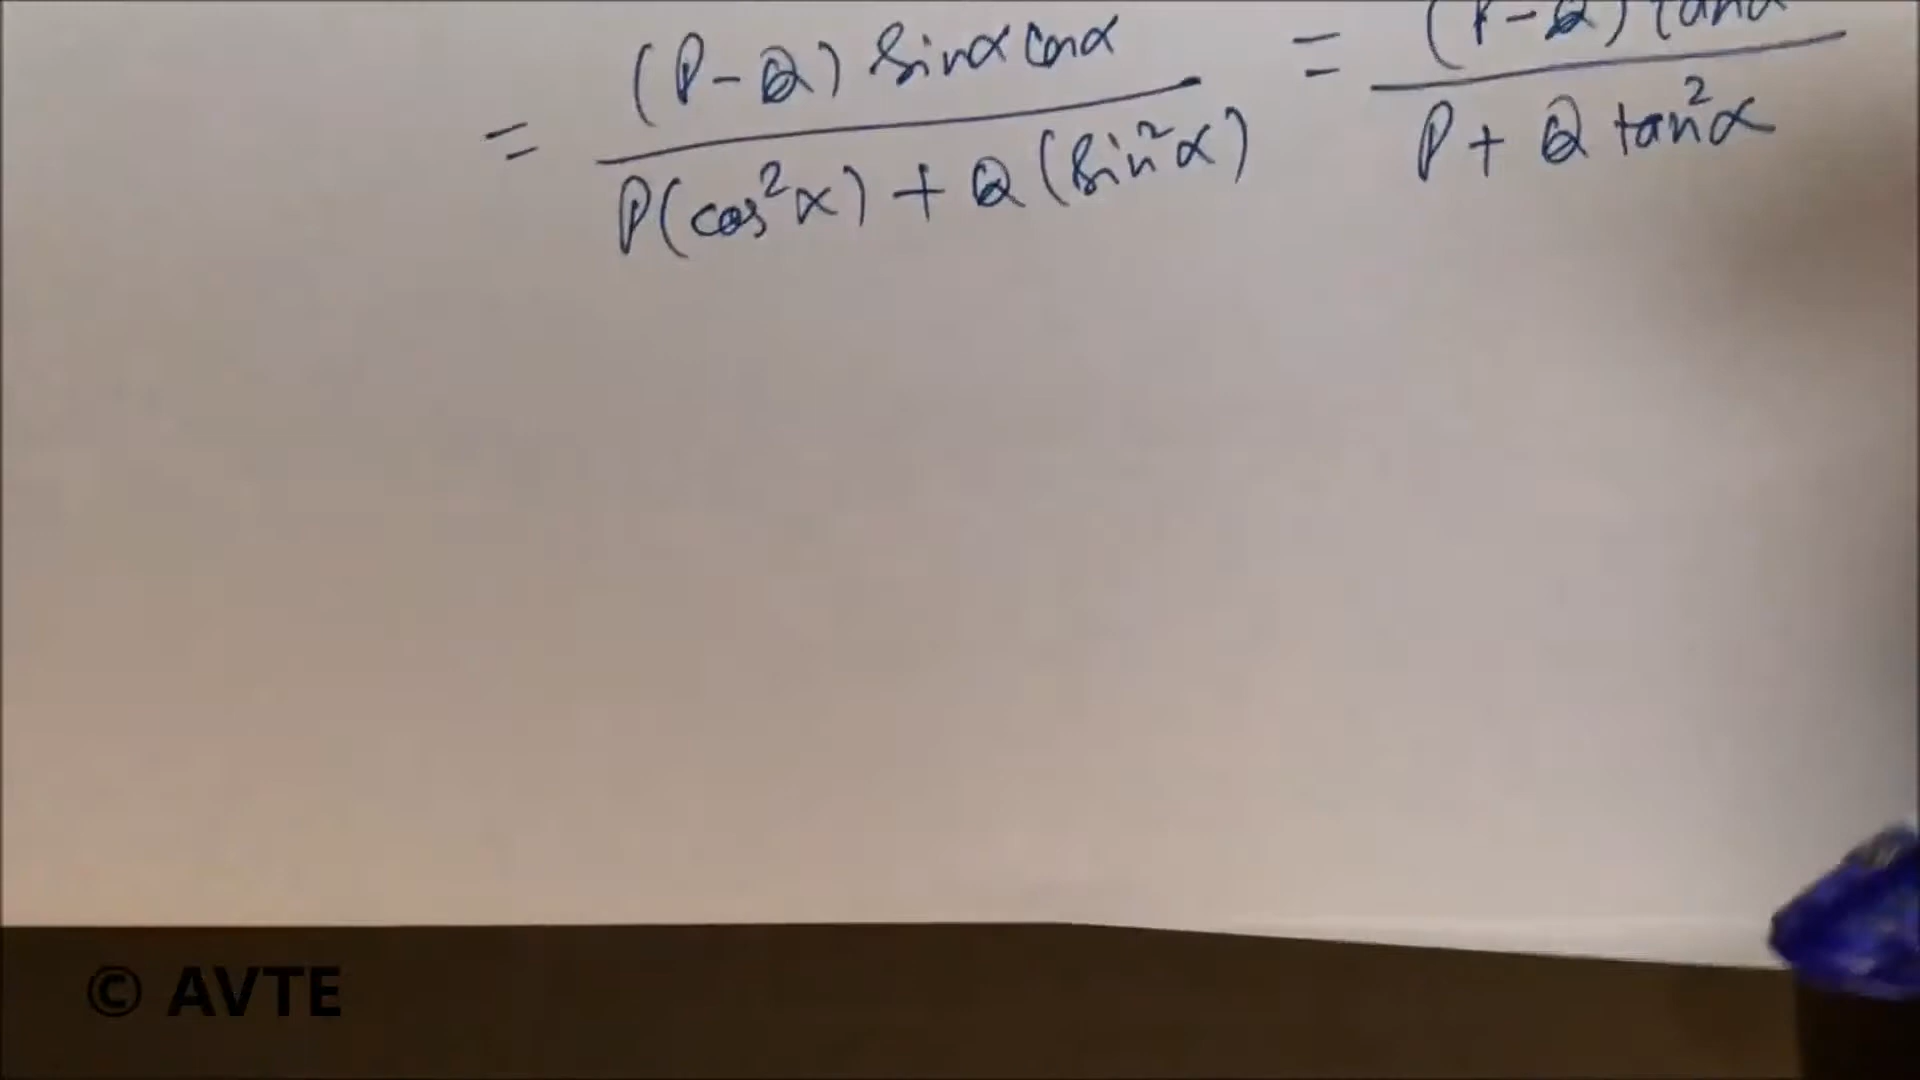 = (P-Q) sinα cosα / P(cos²α) + Q(sin²α) = (P-Q) tanα / P + Q tan²α
© AVTE